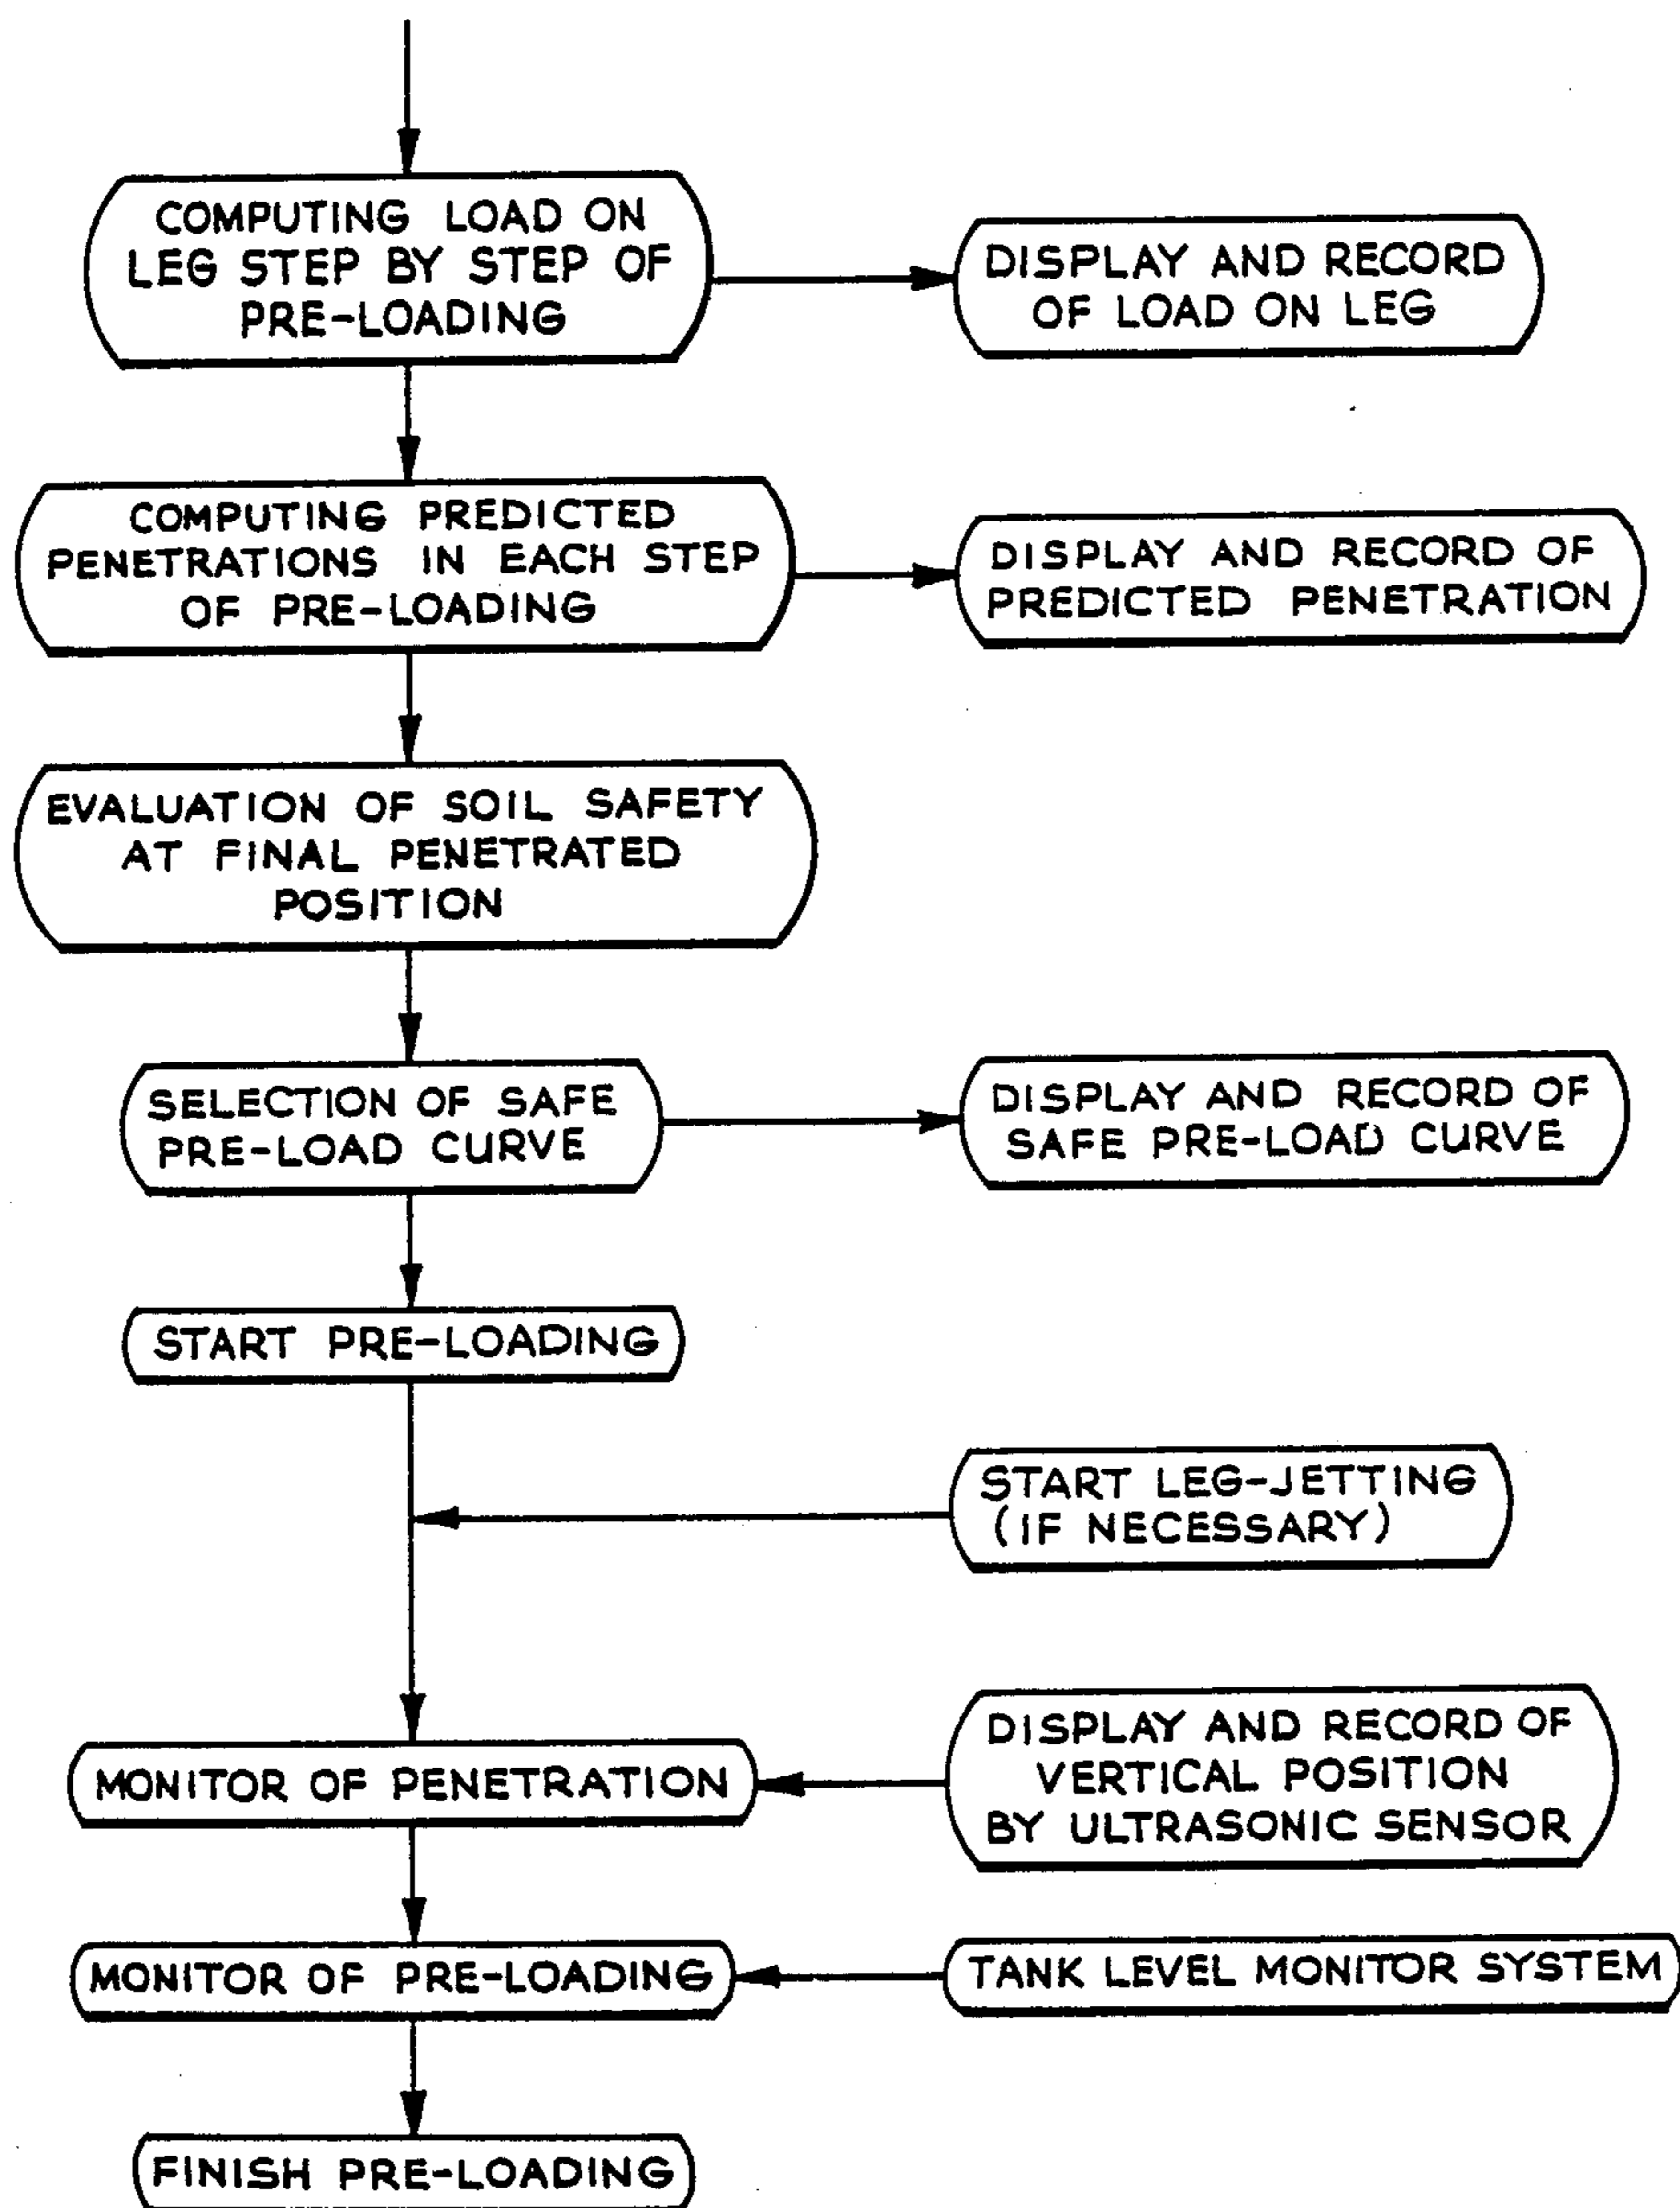 COMPUTING LOAD ON
LEG STEP BY STEP OF
PRE-LOADING
DISPLAY AND RECORD
OF LOAD ON LEG
COMPUTING PREDICTED
PENETRATIONS IN EACH STEP
OF PRE-LOADING
DISPLAY AND RECORD OF
PREDICTED PENETRATION
EVALUATION OF SOIL SAFETY
AT FINAL PENETRATED
POSITION
SELECTION OF SAFE
PRE-LOAD CURVE
DISPLAY AND RECORD OF
SAFE PRE-LOAD CURVE
START PRE-LOADING
START LEG-JETTING
(IF NECESSARY)
MONITOR OF PENETRATION
DISPLAY AND RECORD OF
VERTICAL POSITION
BY ULTRASONIC SENSOR
MONITOR OF PRE-LOADING
TANK LEVEL MONITOR SYSTEM
FINISH PRE-LOADING